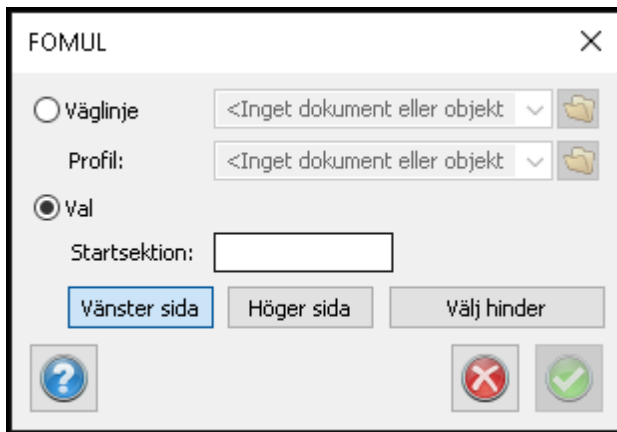 FOMUL
Väglinje
<Inget dokument eller objekt
Profil:
<Inget dokument eller objekt
Val
Startsektion:
Vänster sida
Höger sida
Välj hinder